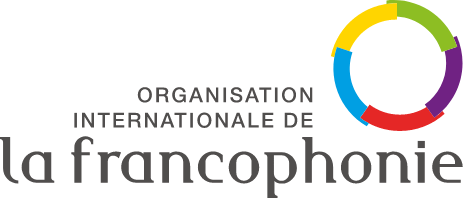 ORGANISATION
INTERNATIONALE DE
la francophonie